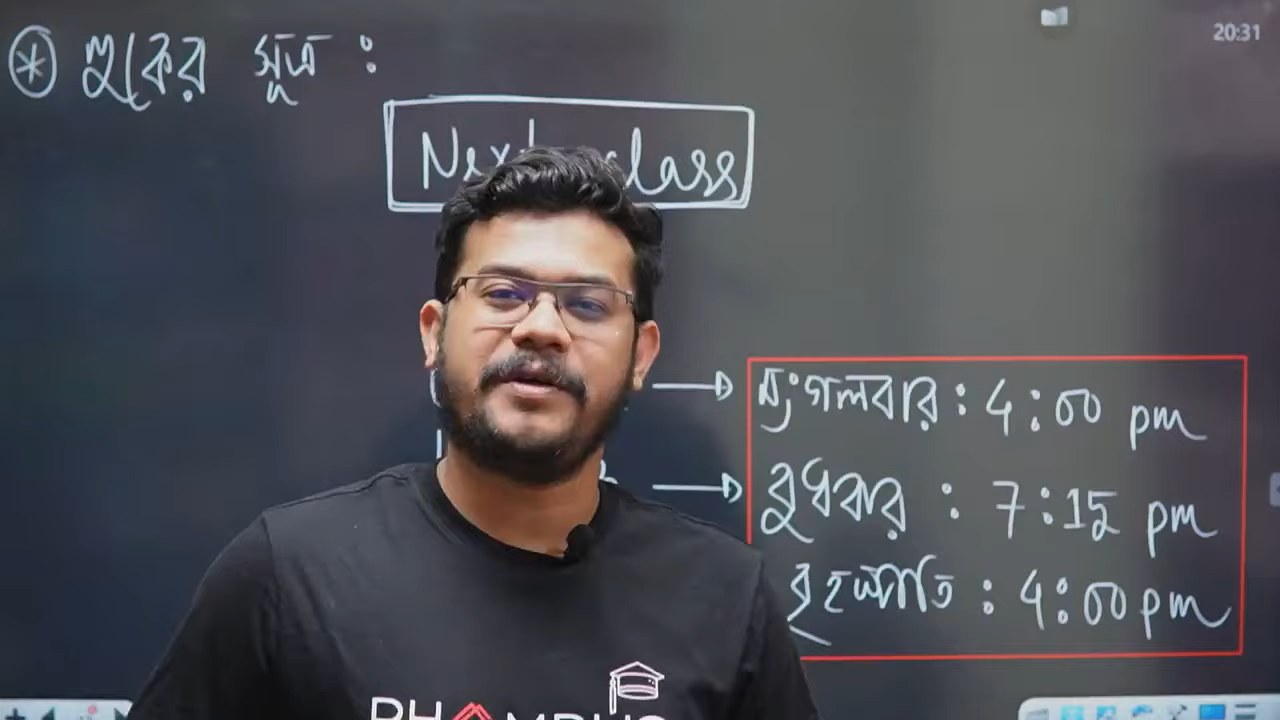 20:31
* হুকের সূত্র :
Next class
মঙ্গলবার : 4:00 pm
বুধবার : 7:15 pm
বৃহস্পতি : 4:00 pm